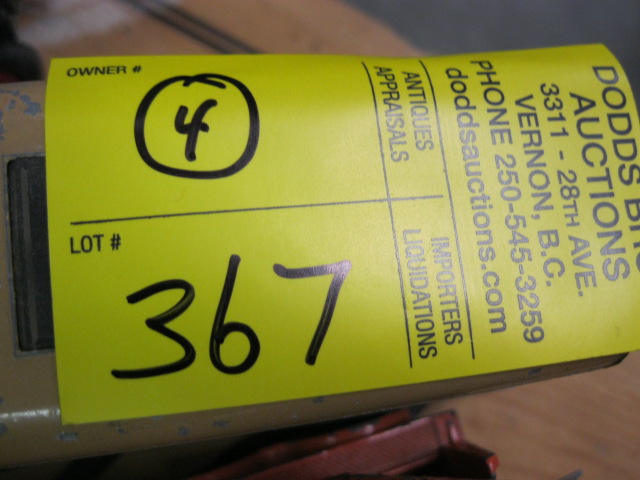 OWNER #
4
LOT #
367
DODDS
AUCTIONS
3311 - 28TH AVE.
VERNON, B.C.
PHONE 250-545-3259
doddsauctions.com
ANTIQUES
APPRAISALS
IMPORTERS
LIQUIDATIONS